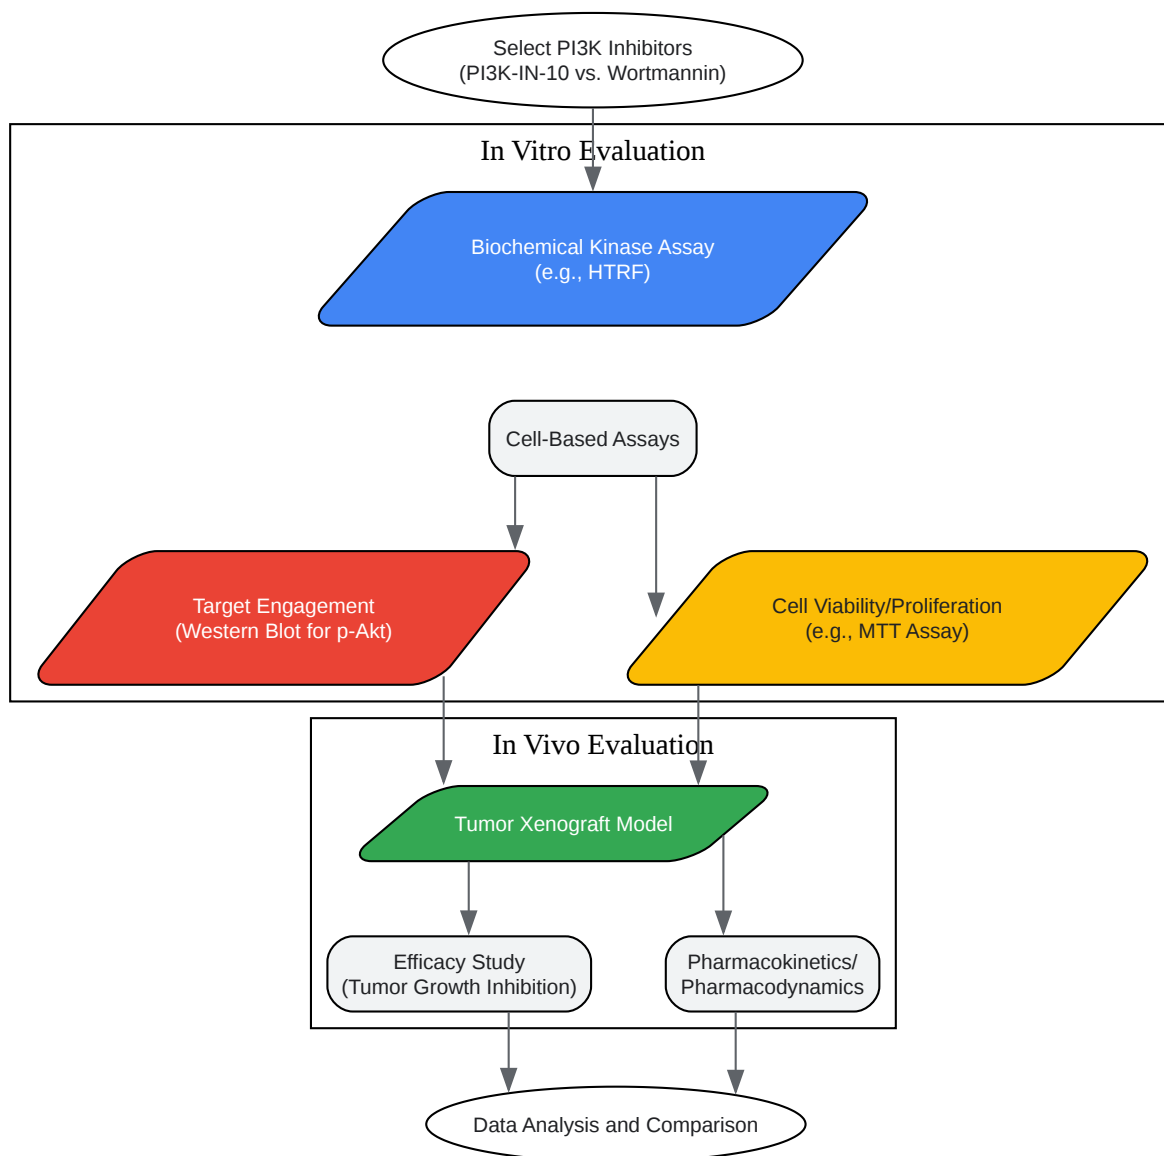 Select PI3K Inhibitors
(PI3K-IN-10 vs. Wortmannin)
In Vitro Evaluation
Biochemical Kinase Assay
(e.g., HTRF)
Cell-Based Assays
Target Engagement
(Western Blot for p-Akt)
Cell Viability/Proliferation
(e.g., MTT Assay)
In Vivo Evaluation
Tumor Xenograft Model
Efficacy Study
(Tumor Growth Inhibition)
Pharmacokinetics/
Pharmacodynamics
Data Analysis and Comparison